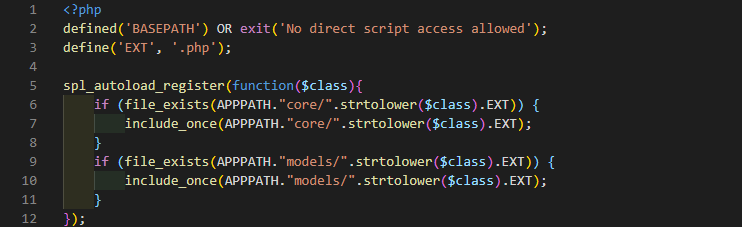 1 <?php
2 defined('BASEPATH') OR exit('No direct script access allowed');
3 define('EXT', '.php');
4
5 spl_autoload_register(function($class){
6     if (file_exists(APPPATH."core/".strtolower($class).EXT)) {
7         include_once(APPPATH."core/".strtolower($class).EXT);
8     }
9     if (file_exists(APPPATH."models/".strtolower($class).EXT)) {
10         include_once(APPPATH."models/".strtolower($class).EXT);
11     }
12 });